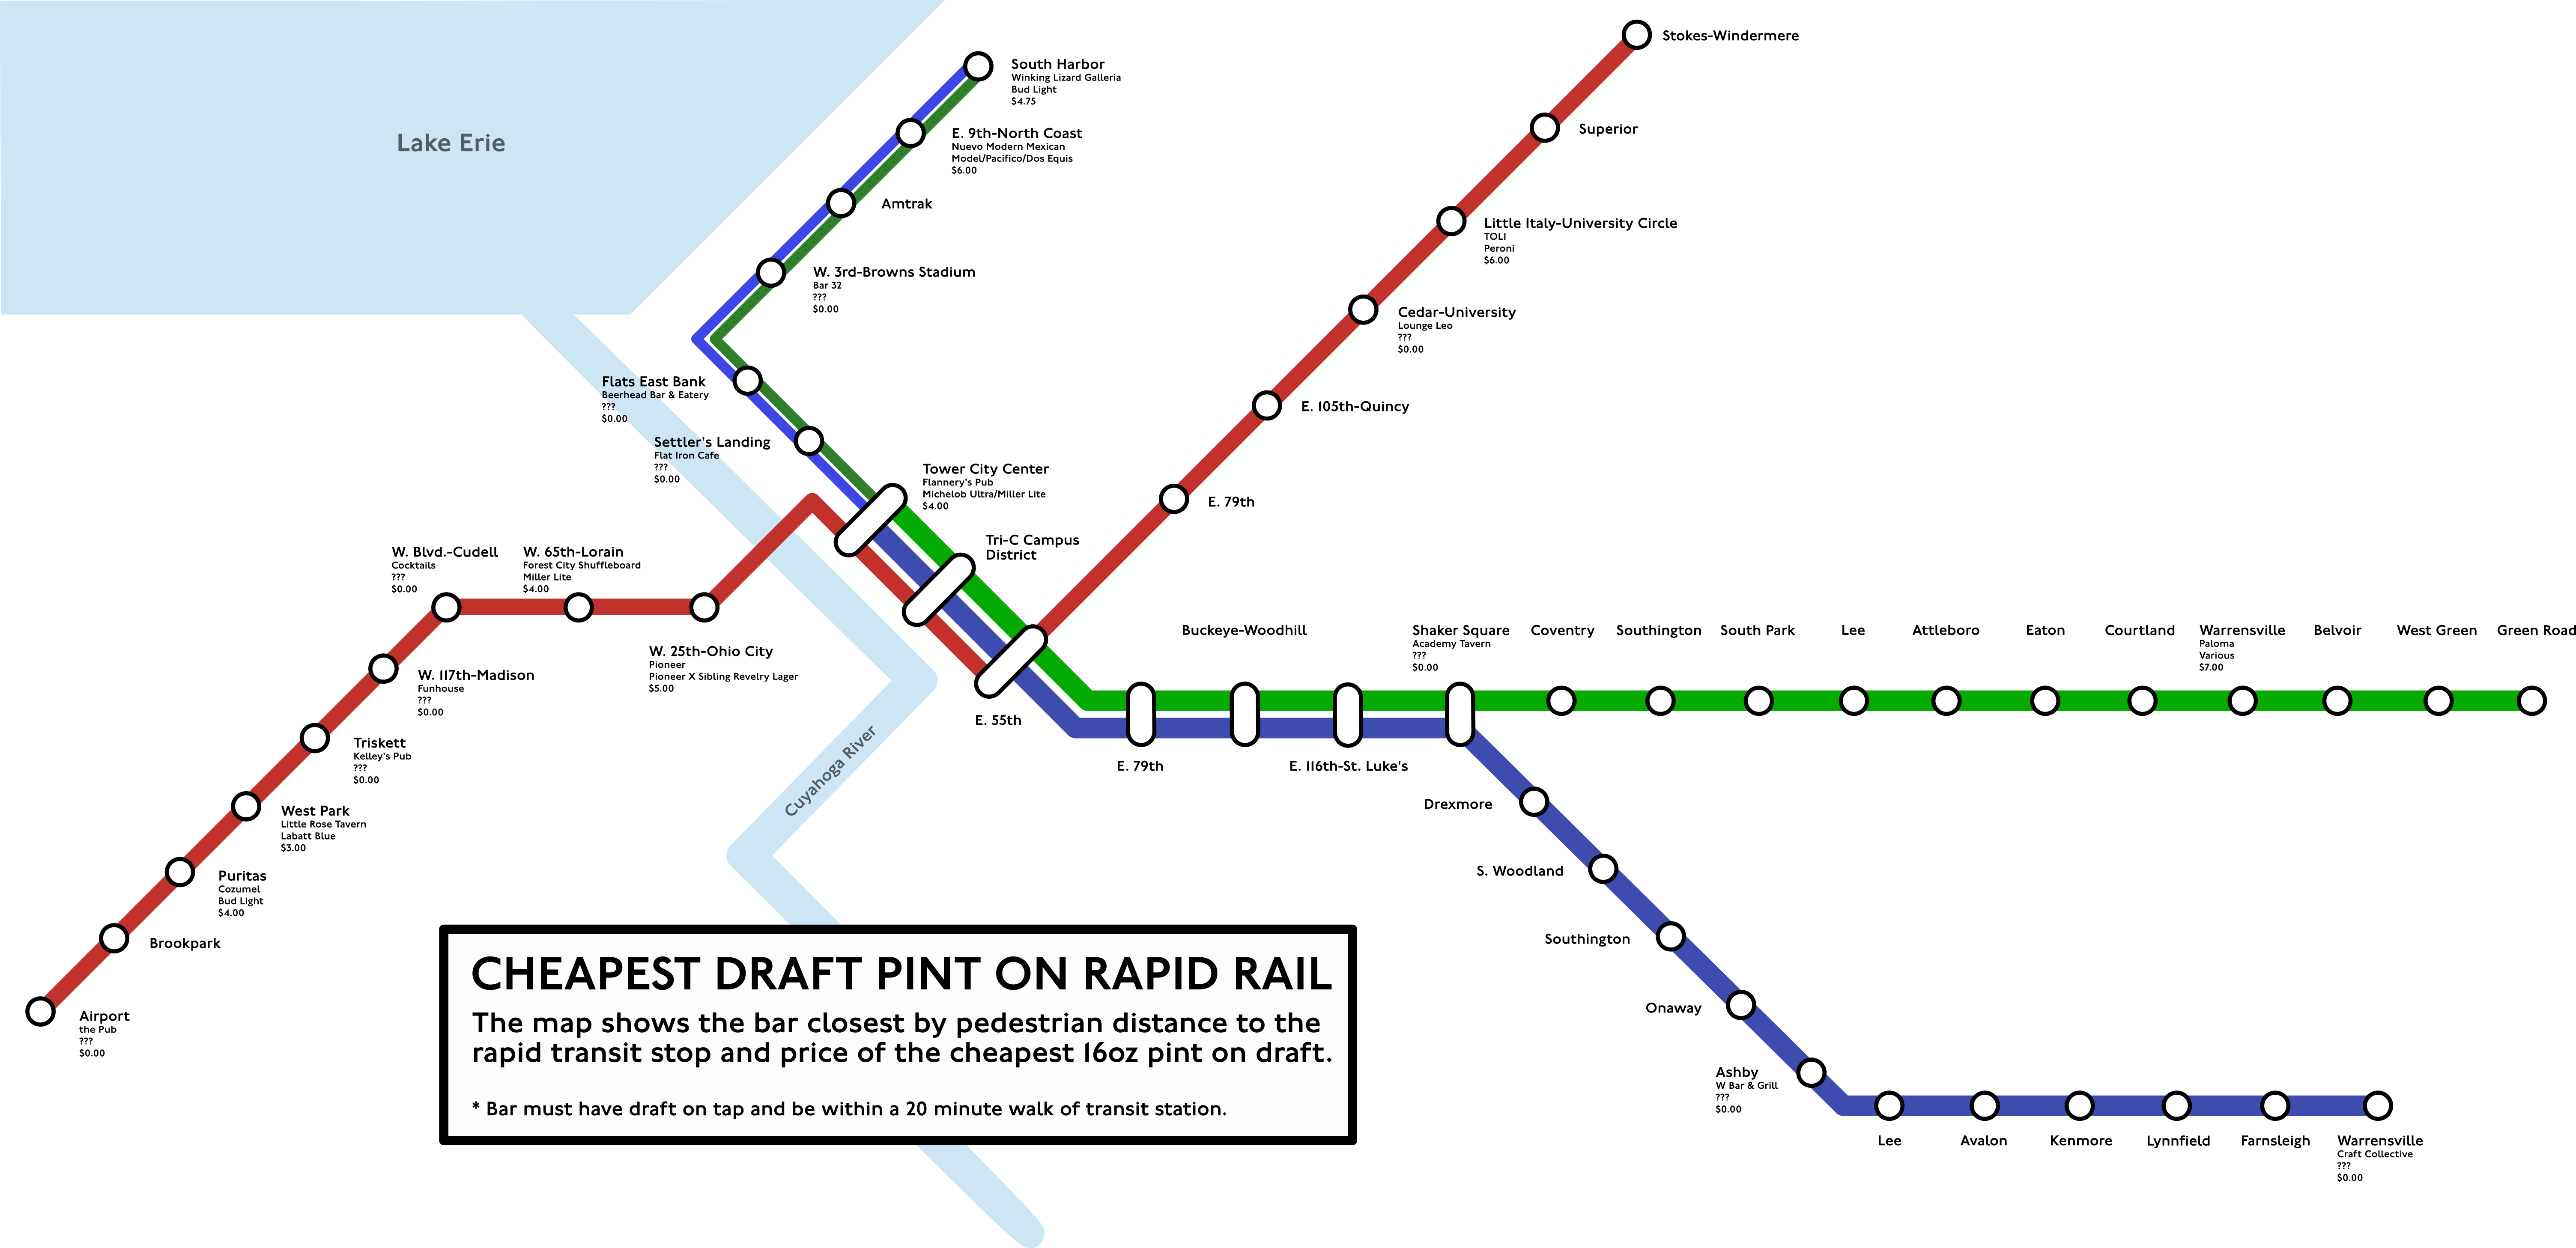 Stokes-Windermere
South Harbor
Winking Lizard Galleria
Bud Light
$4.75
Superior
E. 9th-North Coast
Nuevo Modern Mexican
Model/Pacifico/Dos Equis
$6.00
Lake Erie
Amtrak
Little Italy-University Circle
TOLI
Peroni
$6.00
W. 3rd-Browns Stadium
Bar 32
???
$0.00
Cedar-University
Lounge Leo
???
$0.00
Flats East Bank
Beerhead Bar & Eatery
???
$0.00
E. 105th-Quincy
Settler's Landing
Flat Iron Cafe
???
$0.00
Tower City Center
Flannery's Pub
Michelob Ultra/Miller Lite
$4.00
E. 79th
Tri-C Campus
District
W. Blvd.-Cudell
Cocktails
???
$0.00
W. 65th-Lorain
Forest City Shuffleboard
Miller Lite
$4.00
W. 25th-Ohio City
Pioneer
Pioneer X Sibling Revelry Lager
$5.00
W. 117th-Madison
Funhouse
???
$0.00
Triskett
Kelley's Pub
???
$0.00
West Park
Little Rose Tavern
Labatt Blue
$3.00
Puritas
Cozumel
Bud Light
$4.00
Brookpark
Airport
the Pub
???
$0.00
Cuyahoga River
E. 55th
E. 79th
Buckeye-Woodhill
E. 116th-St. Luke's
Shaker Square
Academy Tavern
???
$0.00
Coventry
Southington
South Park
Lee
Attleboro
Eaton
Courtland
Warrensville
Paloma
Various
$7.00
Belvoir
West Green
Green Road
Drexmore
S. Woodland
Southington
Onaway
Ashby
W Bar & Grill
???
$0.00
Lee
Avalon
Kenmore
Lynnfield
Farnsleigh
Warrensville
Craft Collective
???
$0.00
CHEAPEST DRAFT PINT ON RAPID RAIL
The map shows the bar closest by pedestrian distance to the
rapid transit stop and price of the cheapest 16oz pint on draft.
* Bar must have draft on tap and be within a 20 minute walk of transit station.